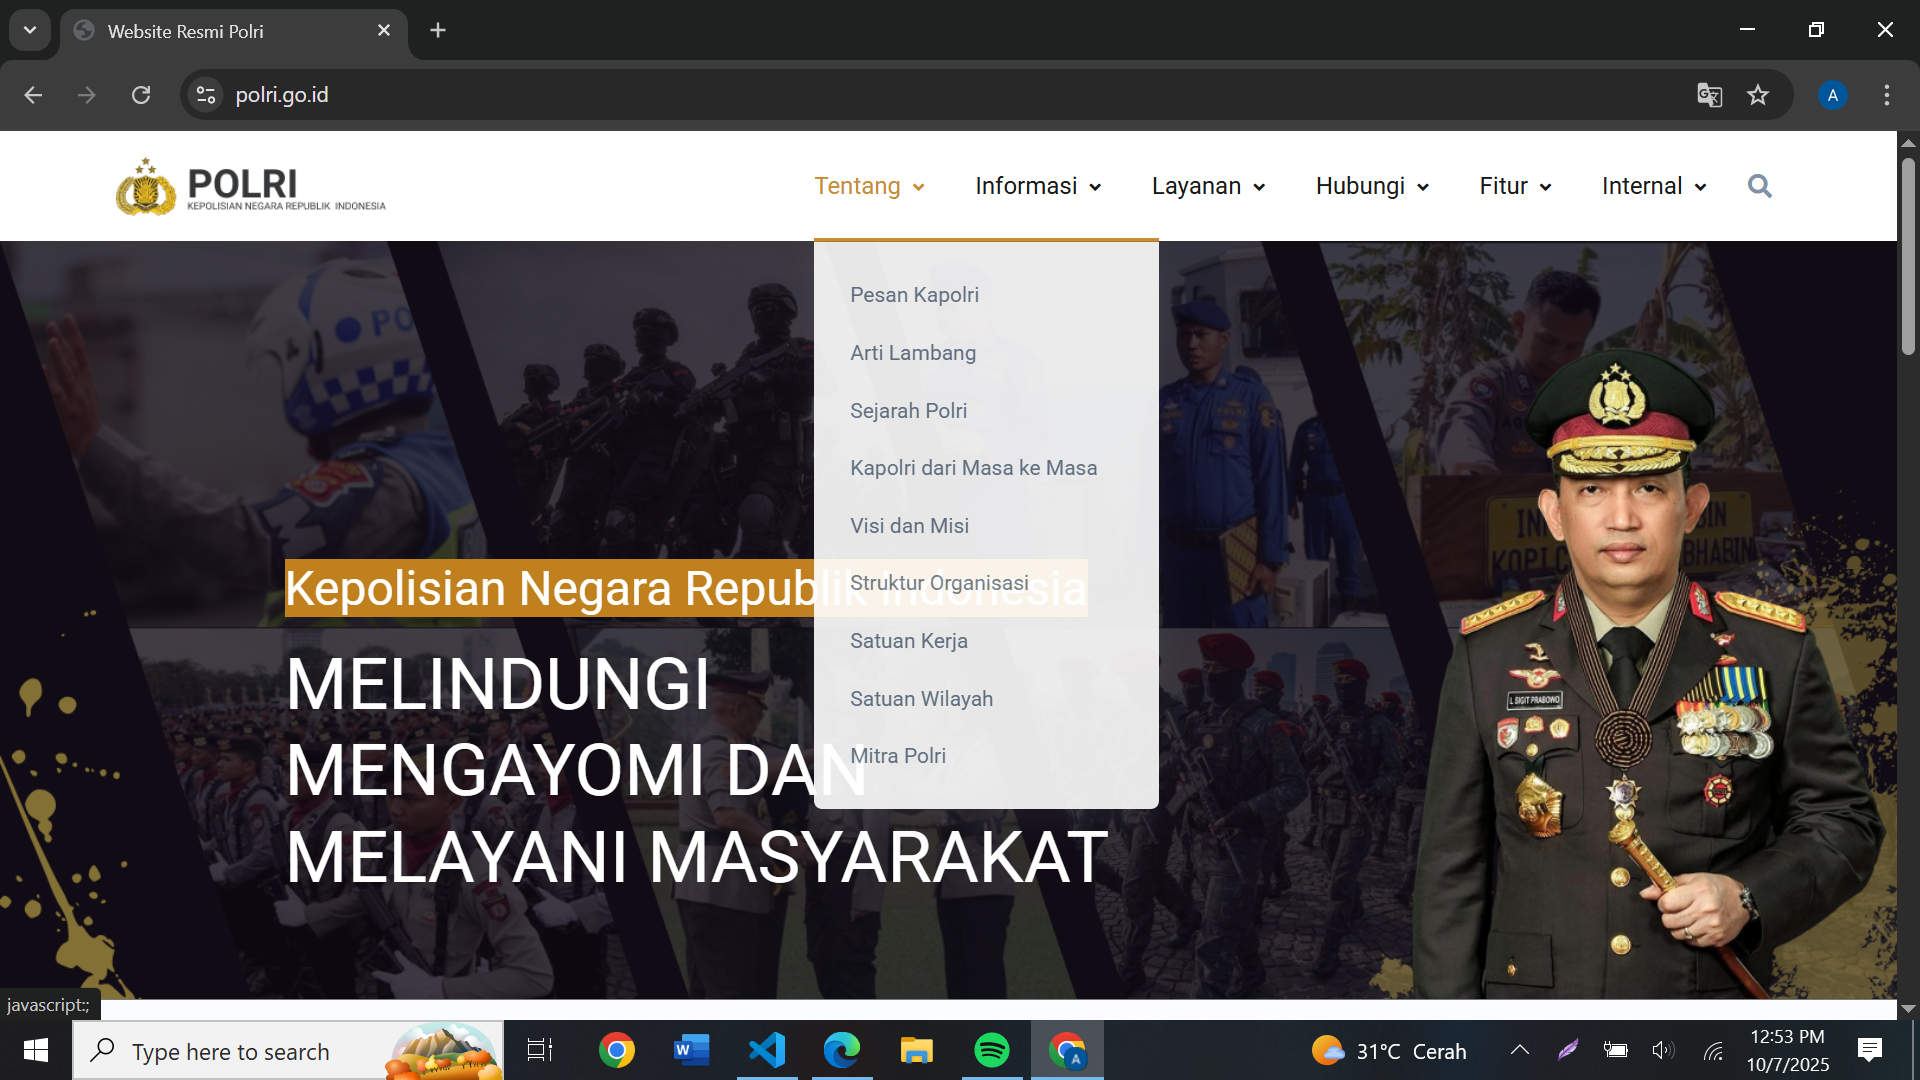 Website Resmi Polri
polri.go.id
A
POLRI
KEPOLISIAN NEGARA REPUBLIK INDONESIA
Tentang Informasi Layanan Hubungi Fitur Internal
Pesan Kapolri
Arti Lambang
Sejarah Polri
Kapolri dari Masa ke Masa
Visi dan Misi
Struktur Organisasi
Satuan Kerja
Satuan Wilayah
Mitra Polri
Kepolisian Negara Republik Indonesia
MELINDUNGI
MENGAYOMI DAN
MELAYANI MASYARAKAT
L SIGIT PRABOWO
POLRI
javascript:;
Type here to search
31°C Cerah
12:53 PM
10/7/2025